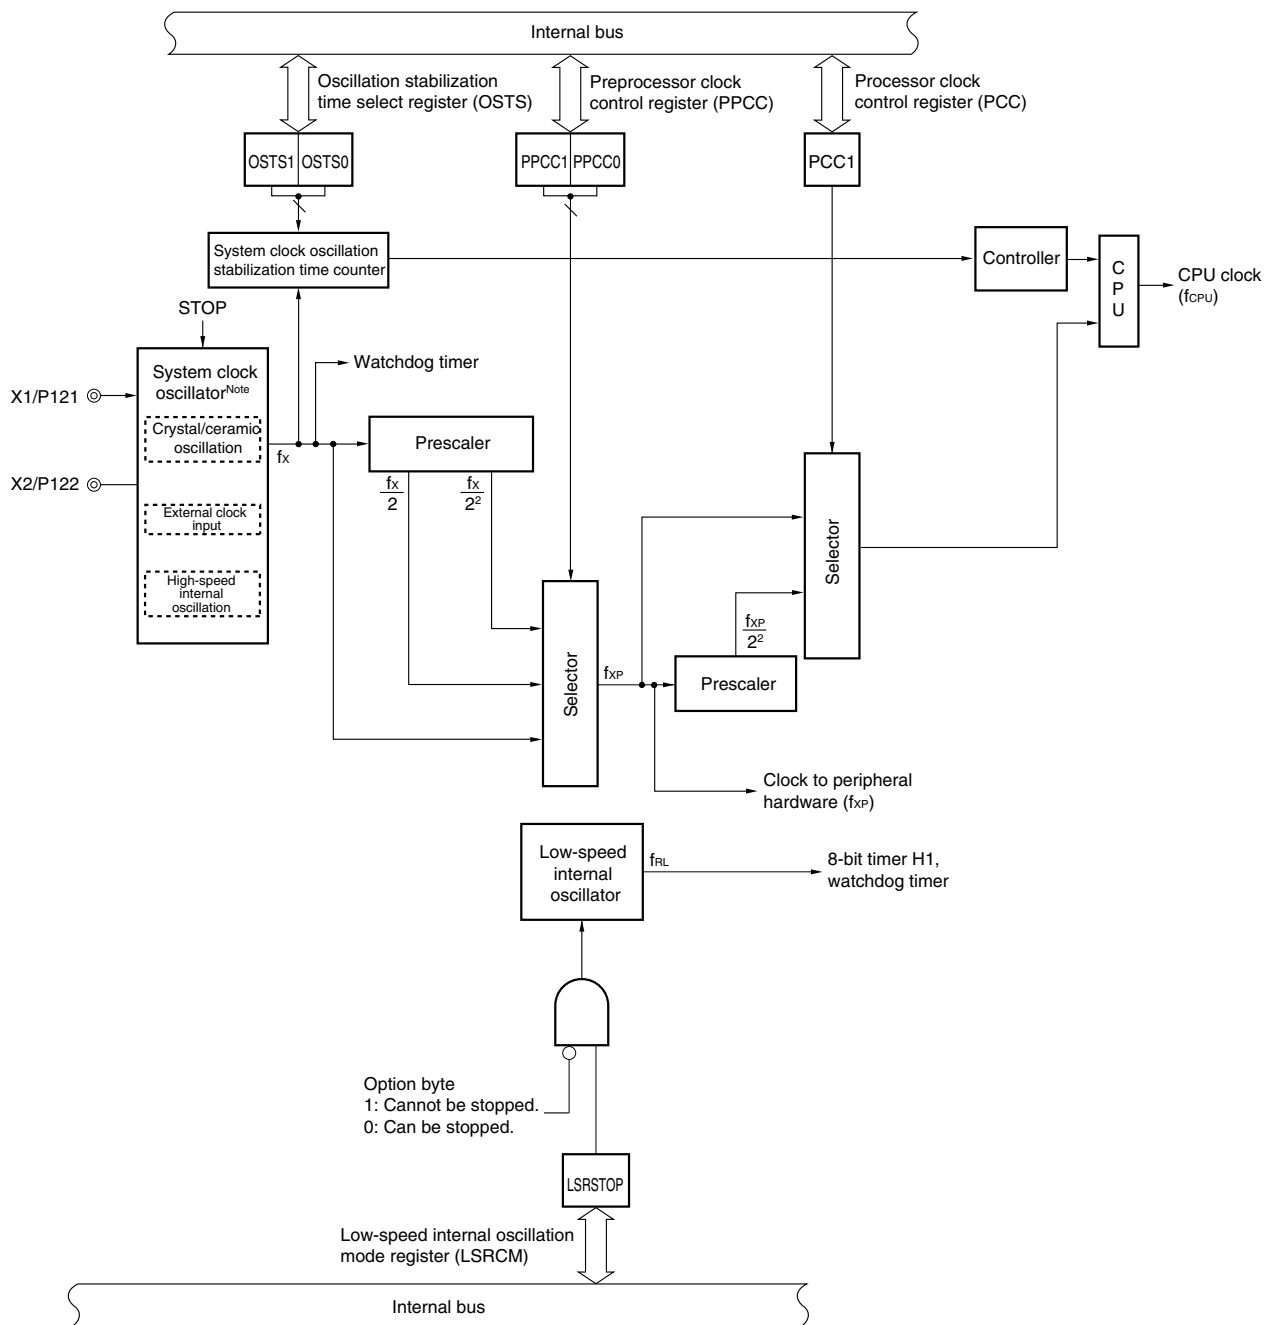 Internal bus
Oscillation stabilization
time select register (OSTS)
Preprocessor clock
control register (PPCC)
Processor clock
control register (PCC)
OSTS1 OSTS0
PPCC1 PPCC0
PCC1
System clock oscillation
stabilization time counter
Controller
CPU
CPU clock
(fCPU)
STOP
Watchdog timer
System clock
oscillatorNote
X1/P121
Crystal/ceramic
oscillation
fX
Prescaler
X2/P122
fX
2
fX
2²
External clock
input
High-speed
internal
oscillation
Selector
Selector
fXP
2²
fXP
Prescaler
Clock to peripheral
hardware (fXP)
Low-speed
internal
oscillator
fRL
8-bit timer H1,
watchdog timer
Option byte
1: Cannot be stopped.
0: Can be stopped.
LSRSTOP
Low-speed internal oscillation
mode register (LSRCM)
Internal bus